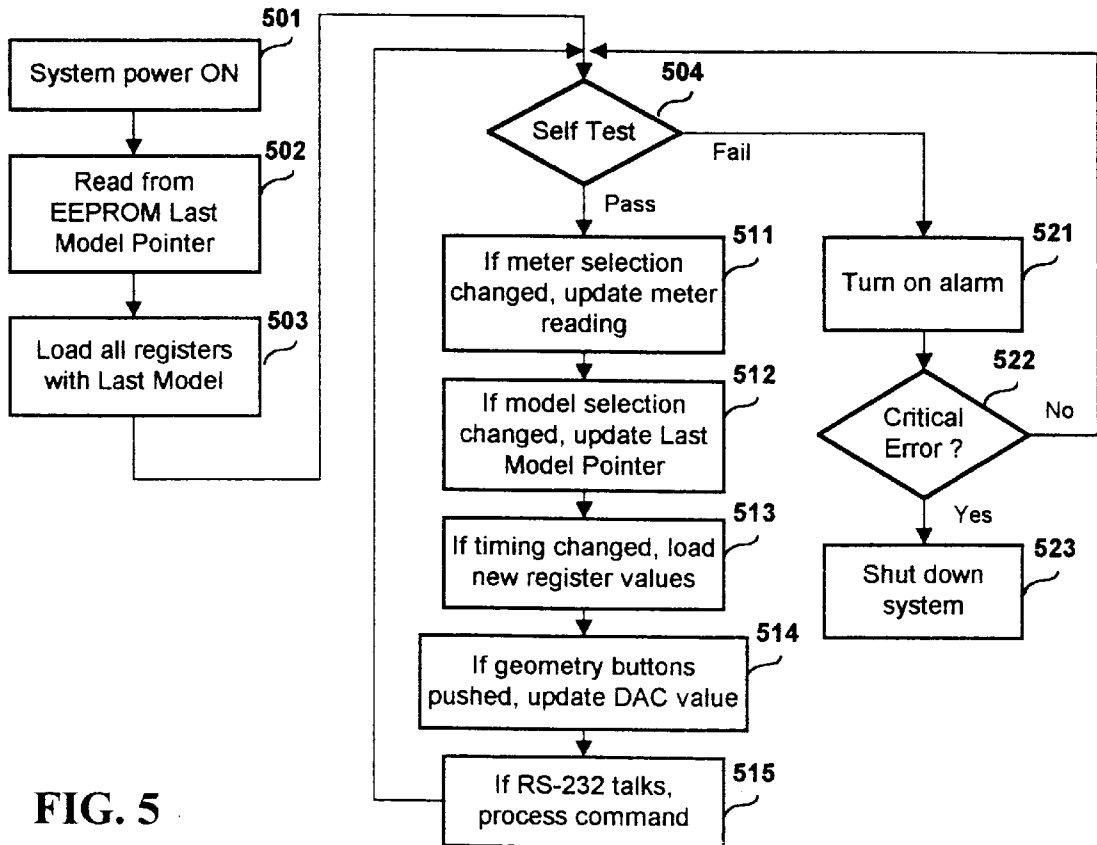 501
System power ON
502
Read from
EEPROM Last
Model Pointer
503
Load all registers
with Last Model
504
Self Test
Fail
Pass
511
If meter selection
changed, update meter
reading
512
If model selection
changed, update Last
Model Pointer
513
If timing changed, load
new register values
514
If geometry buttons
pushed, update DAC value
515
If RS-232 talks,
process command
521
Turn on alarm
522
Critical
Error ?
No
Yes
523
Shut down
system
FIG. 5